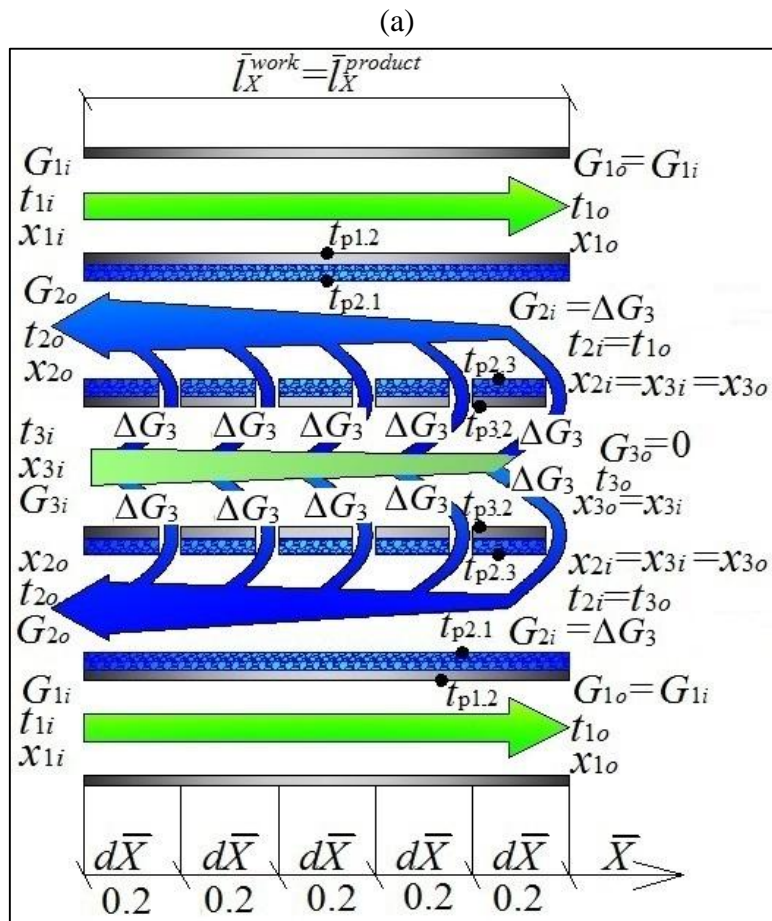 (a)
l̄_X^work = l̄_X^product
G1i G1o=G1i
t1i t1o
x1i x1o
tp1.2
G2o tp2.1 G2i=ΔG3
t2o t2i=t1o
x2o tp2.3 x2i=x3i=x3o
t3i ΔG3 ΔG3 ΔG3 ΔG3 tp3.2 ΔG3
x3i G3o=0
G3i ΔG3 ΔG3 ΔG3 ΔG3 tp3.2 ΔG3 t3o
x3o=x3i
x2o tp2.3 x2i=x3i=x3o
t2o t2i=t3o
G2o tp2.1 G2i=ΔG3
G1i tp1.2 G1o=G1i
t1i t1o
x1i x1o
dX̄ dX̄ dX̄ dX̄ dX̄ X̄
0.2 0.2 0.2 0.2 0.2